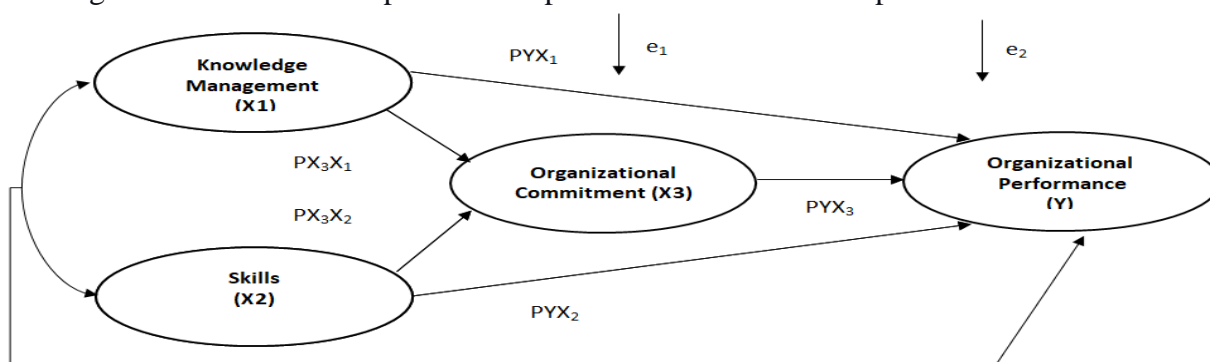 PYX₁
e₁
e₂
Knowledge
Management
(X1)
PX₃X₁
Organizational
Commitment (X3)
Organizational
Performance
(Y)
PX₃X₂
PYX₃
Skills
(X2)
PYX₂